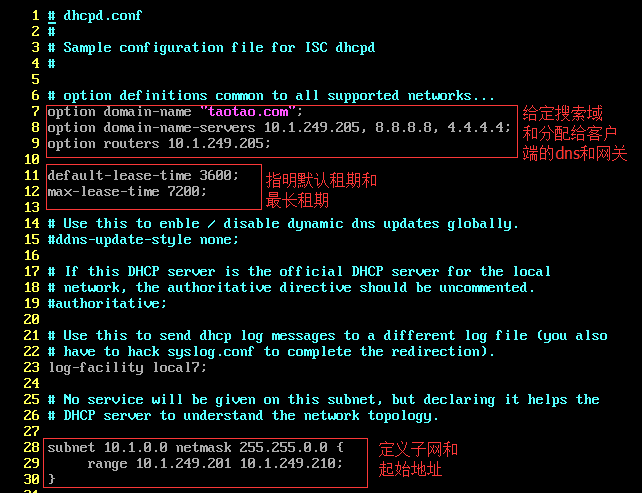 1 # dhcpd.conf
2 #
3 # Sample configuration file for ISC dhcpd
4 #
5
6 # option definitions common to all supported networks...
7 option domain-name "taotao.com";
8 option domain-name-servers 10.1.249.205, 8.8.8.8, 4.4.4.4;
9 option routers 10.1.249.205;
给定搜索域
和分配给客户
端的dns和网关
10
11 default-lease-time 3600;
12 max-lease-time 7200;
指明默认租期和
最长租期
13
14 # Use this to enble / disable dynamic dns updates globally.
15 #ddns-update-style none;
16
17 # If this DHCP server is the official DHCP server for the local
18 # network, the authoritative directive should be uncommented.
19 #authoritative;
20
21 # Use this to send dhcp log messages to a different log file (you also
22 # have to hack syslog.conf to complete the redirection).
23 log-facility local7;
24
25 # No service will be given on this subnet, but declaring it helps the
26 # DHCP server to understand the network topology.
27
28 subnet 10.1.0.0 netmask 255.255.0.0 {
29 range 10.1.249.201 10.1.249.210;
30 }
定义子网和
起始地址